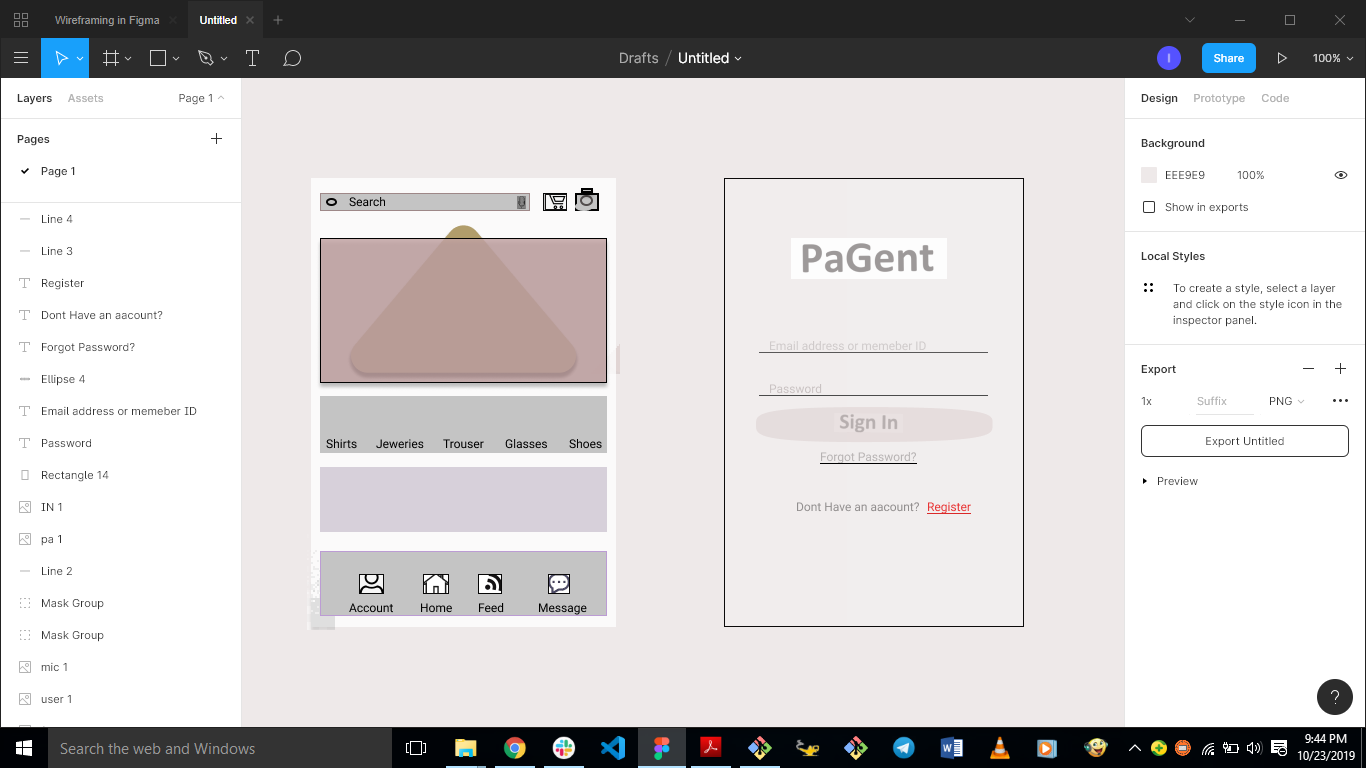 Wireframing in Figma
Untitled
Drafts / Untitled
I
Share
100%
Layers
Assets
Page 1
Pages
Page 1
Line 4
Line 3
Register
Dont Have an aacount?
Forgot Password?
Ellipse 4
Email address or memeber ID
Password
Rectangle 14
IN 1
pa 1
Line 2
Mask Group
Mask Group
mic 1
user 1
Search
Shirts
Jeweries
Trouser
Glasses
Shoes
Account
Home
Feed
Message
PaGent
Email address or memeber ID
Password
Sign In
Forgot Password?
Dont Have an aacount? Register
Design
Prototype
Code
Background
EEE9E9
100%
Show in exports
Local Styles
To create a style, select a layer
and click on the style icon in the
inspector panel.
Export
1x
Suffix
PNG
Export Untitled
Preview
?
Search the web and Windows
9:44 PM
10/23/2019